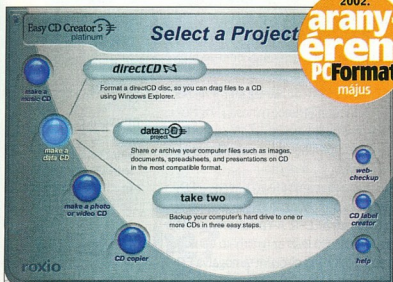 Easy CD Creator 5
platinum
Select a Project
2002.
arany-
érem
PCFormat
május
make a
music CD
directCD
Format a directCD disc, so you can drag files to a CD
using Windows Explorer.
make a
data CD
dataCD
project
Share or archive your computer files such as images,
documents, spreadsheets, and presentations on CD
in the most compatible format.
make a photo
or video CD
take two
Backup your computer's hard drive to one or
more CDs in three easy steps.
CD copier
web-
checkup
CD label
creator
help
roxio